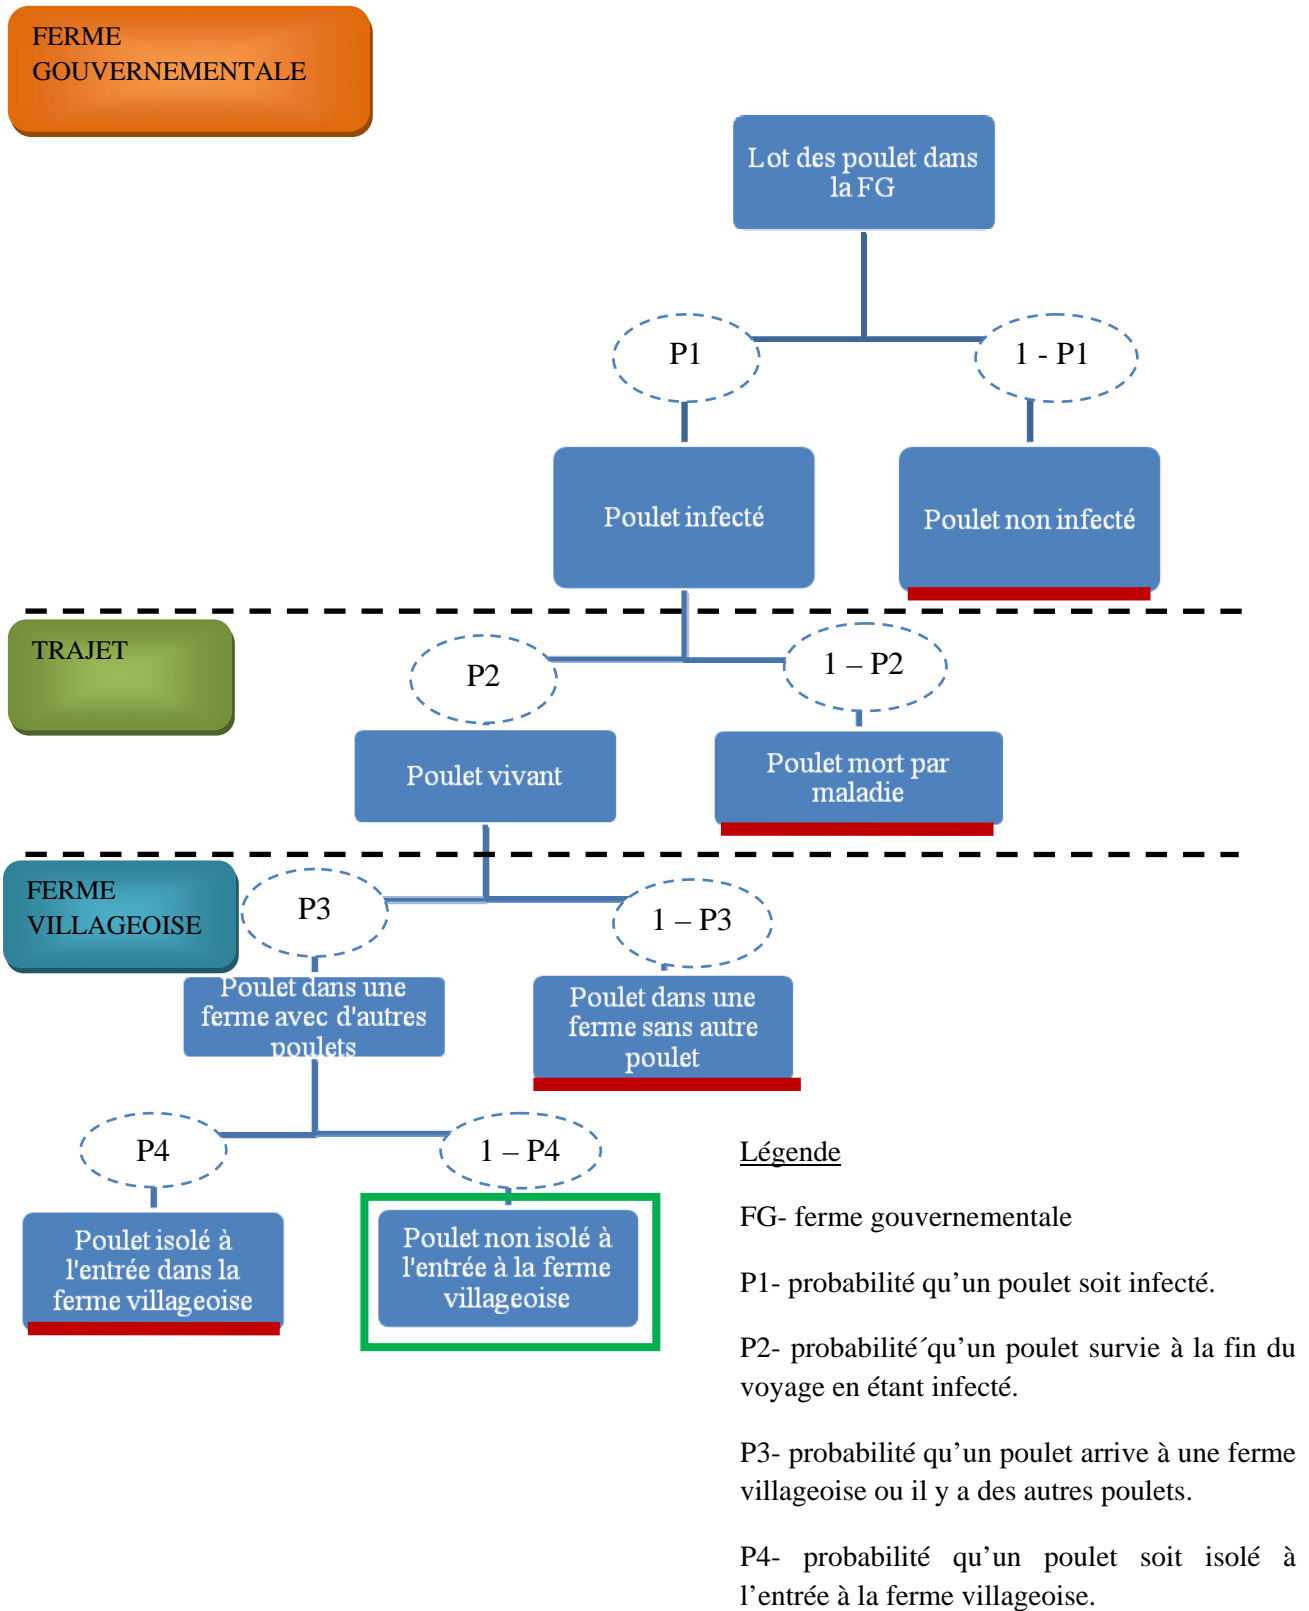 FERME
GOUVERNEMENTALE
Lot des poulet dans
la FG
P1
1 - P1
Poulet infecté
Poulet non infecté
TRAJET
P2
1 – P2
Poulet vivant
Poulet mort par
maladie
FERME
VILLAGEOISE
P3
1 – P3
Poulet dans une
ferme avec d'autres
poulets
Poulet dans une
ferme sans autre
poulet
P4
1 – P4
Poulet isolé à
l'entrée dans la
ferme villageoise
Poulet non isolé à
l'entrée à la ferme
villageoise
Légende
FG- ferme gouvernementale
P1- probabilité qu’un poulet soit infecté.
P2- probabilité´qu’un poulet survie à la fin du
voyage en étant infecté.
P3- probabilité qu’un poulet arrive à une ferme
villageoise ou il y a des autres poulets.
P4- probabilité qu’un poulet soit isolé à
l’entrée à la ferme villageoise.